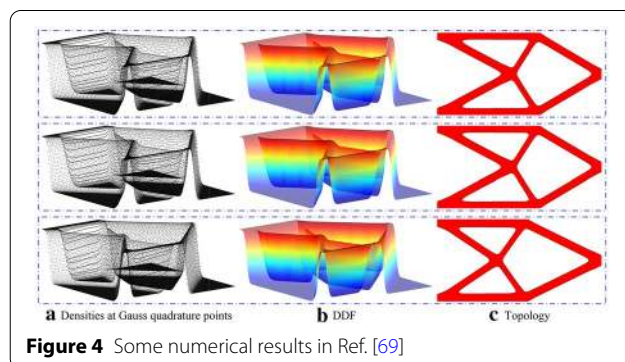 a Densities at Gauss quadrature points b DDF c Topology
Figure 4 Some numerical results in Ref. [69]